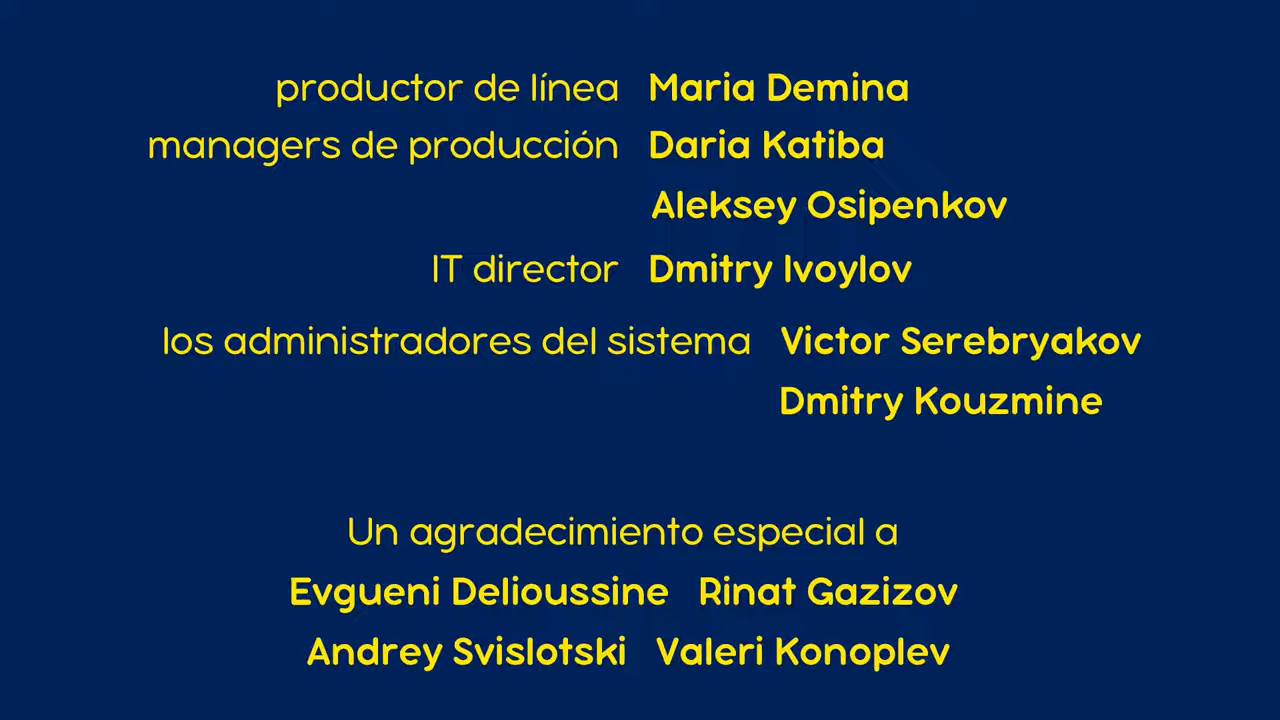 productor de línea Maria Demina
managers de producción Daria Katiba
Aleksey Osipenkov
IT director Dmitry Ivoylov
los administradores del sistema Victor Serebryakov
Dmitry Kouzmine
Un agradecimiento especial a
Evgueni Delioussine Rinat Gazizov
Andrey Svislotski Valeri Konoplev